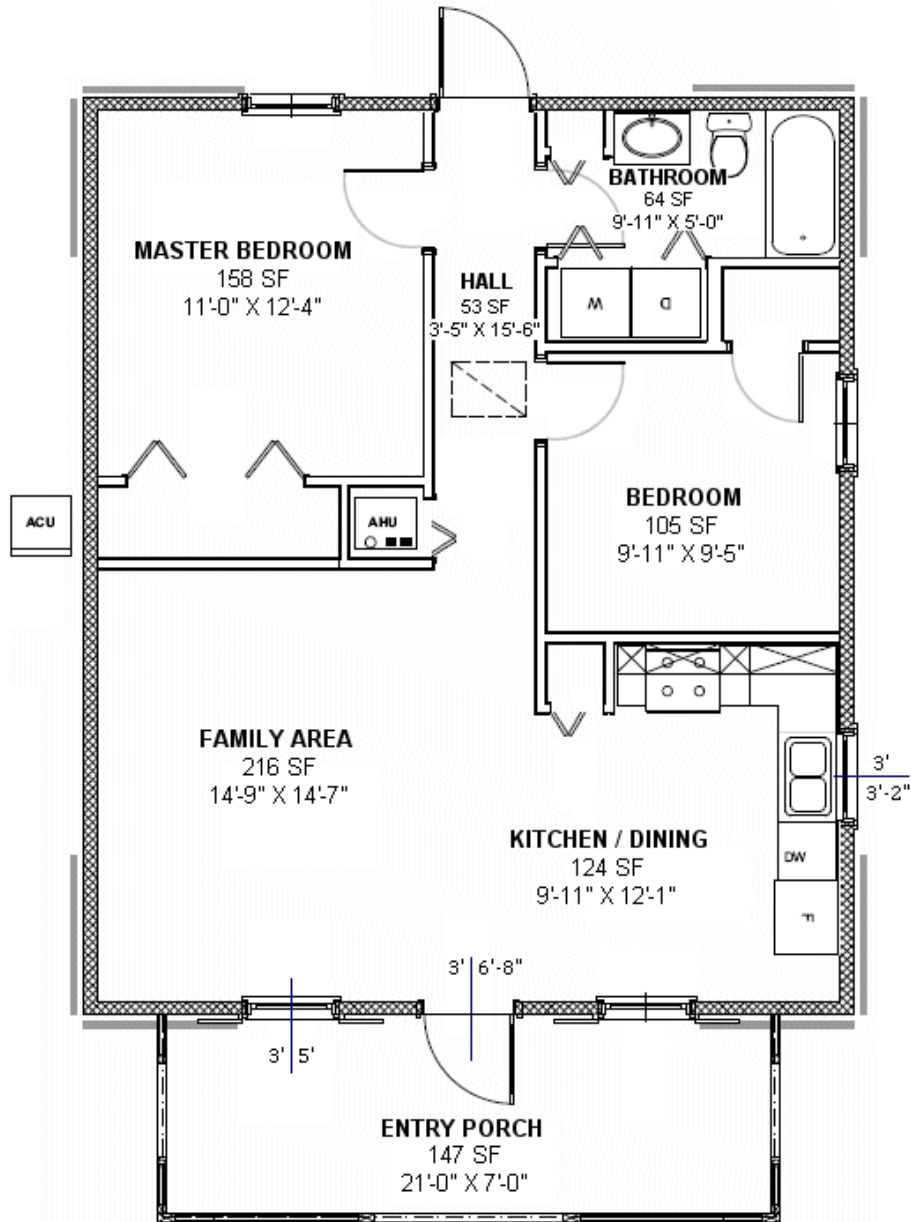 BATHROOM
64 SF
9'-11" X 5'-0"
MASTER BEDROOM
158 SF
11'-0" X 12'-4"
HALL
53 SF
3'-5" X 15'-6"
W
D
ACU
AHU
BEDROOM
105 SF
9'-11" X 9'-5"
FAMILY AREA
216 SF
14'-9" X 14'-7"
3'
3'-2"
KITCHEN / DINING
124 SF
9'-11" X 12'-1"
DW
F
3' 6'-8"
3' 5'
ENTRY PORCH
147 SF
21'-0" X 7'-0"